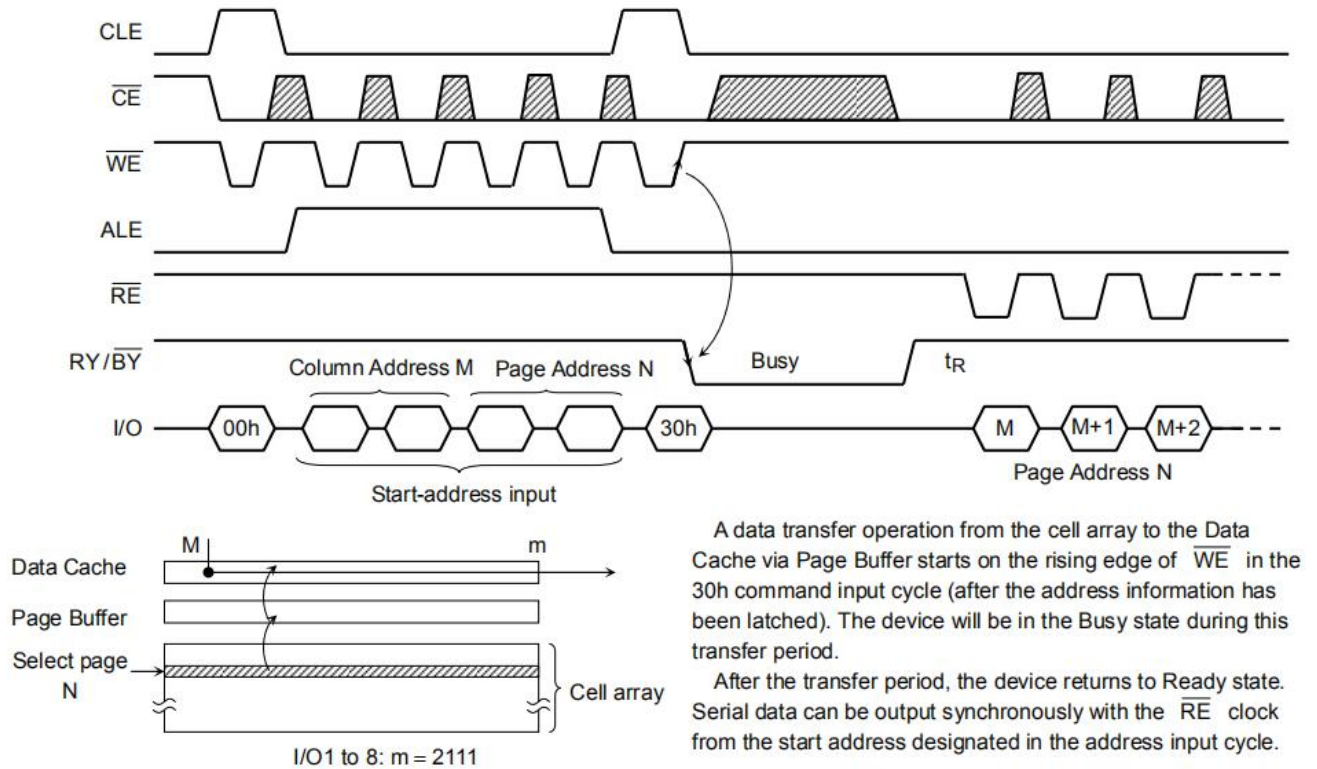 CLE
CE
WE
ALE
RE
RY/BY
Column Address M Page Address N
Busy
tR
I/O
00h
30h
M
M+1
M+2
Start-address input
Page Address N
M
m
Data Cache
Page Buffer
Select page
N
Cell array
I/O1 to 8: m = 2111
A data transfer operation from the cell array to the Data
Cache via Page Buffer starts on the rising edge of WE in the
30h command input cycle (after the address information has
been latched). The device will be in the Busy state during this
transfer period.
After the transfer period, the device returns to Ready state.
Serial data can be output synchronously with the RE clock
from the start address designated in the address input cycle.